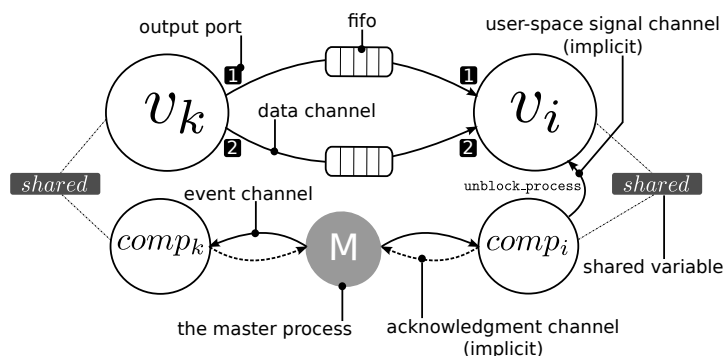 fifo
user-space signal channel
(implicit)
output port
1
1
v_k
v_i
data channel
2
2
shared
shared
unblock_process
event channel
comp_k
M
comp_i
shared variable
the master process
acknowledgment channel
(implicit)